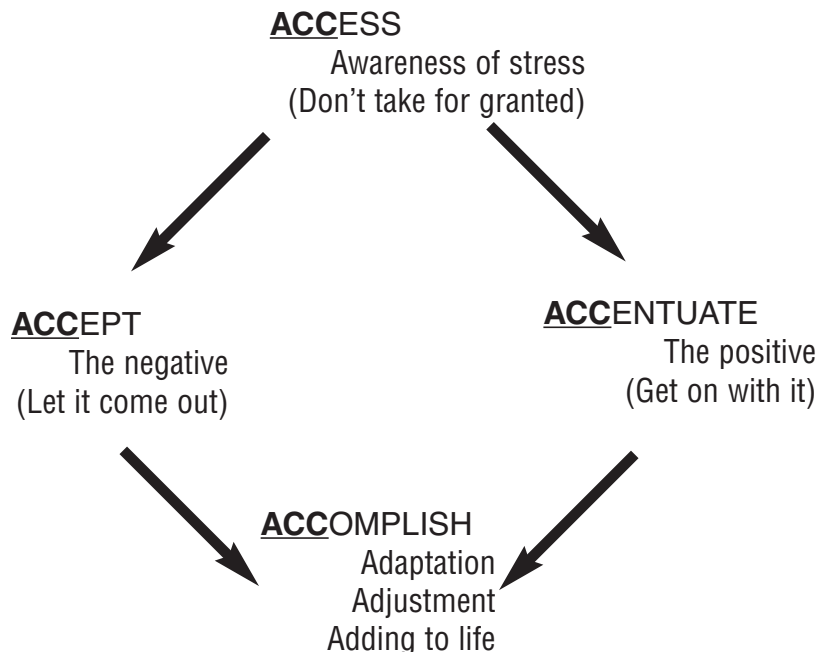 ACCESS
Awareness of stress
(Don't take for granted)
ACCEPT
The negative
(Let it come out)
ACCENTUATE
The positive
(Get on with it)
ACCOMPLISH
Adaptation
Adjustment
Adding to life